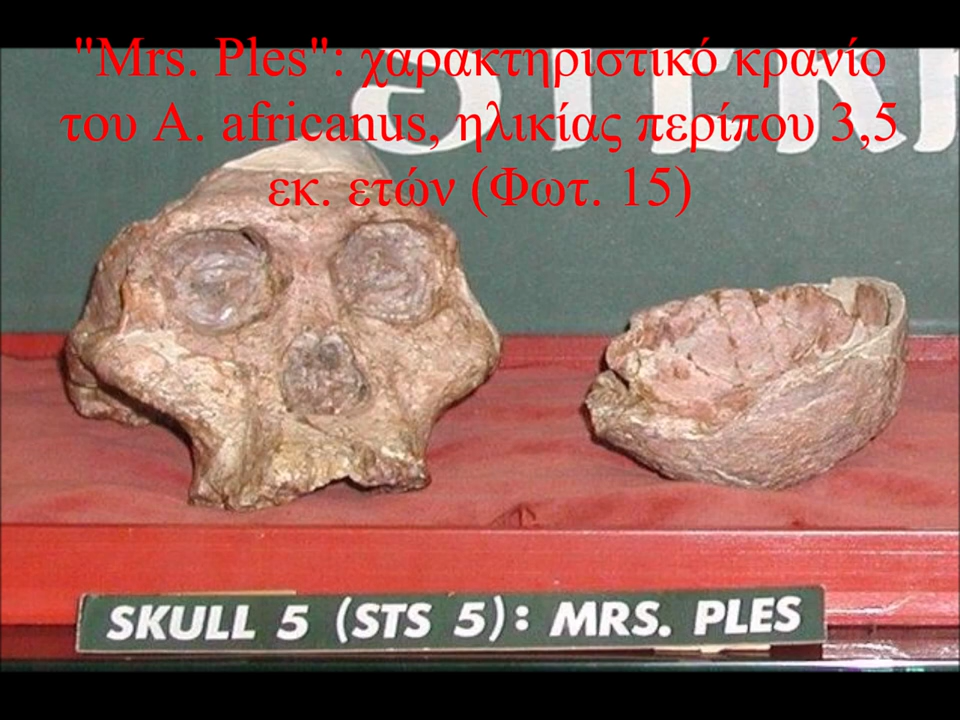 "Mrs. Ples": χαρακτηριστικό κρανίο
του A. africanus, ηλικίας περίπου 3,5
εκ. ετών (Φωτ. 15)
SKULL 5 (STS 5): MRS. PLES